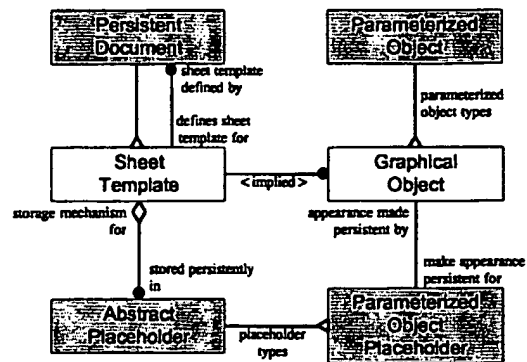 Persistent
Document
Parameterized
Object
sheet template
defined by
parameterized
object types
defines sheet
template for
Sheet
Template
<implied>
Graphical
Object
storage mechanism
for
appearance made
persistent by
stored persistently
in
make appearance
persistent for
Abstract
Placeholder
placeholder
types
Parameterized
Object
Placeholder